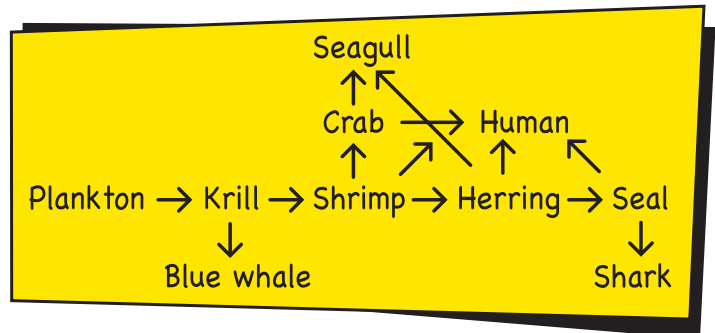 Seagull
Crab Human
Plankton Krill Shrimp Herring Seal
Blue whale Shark